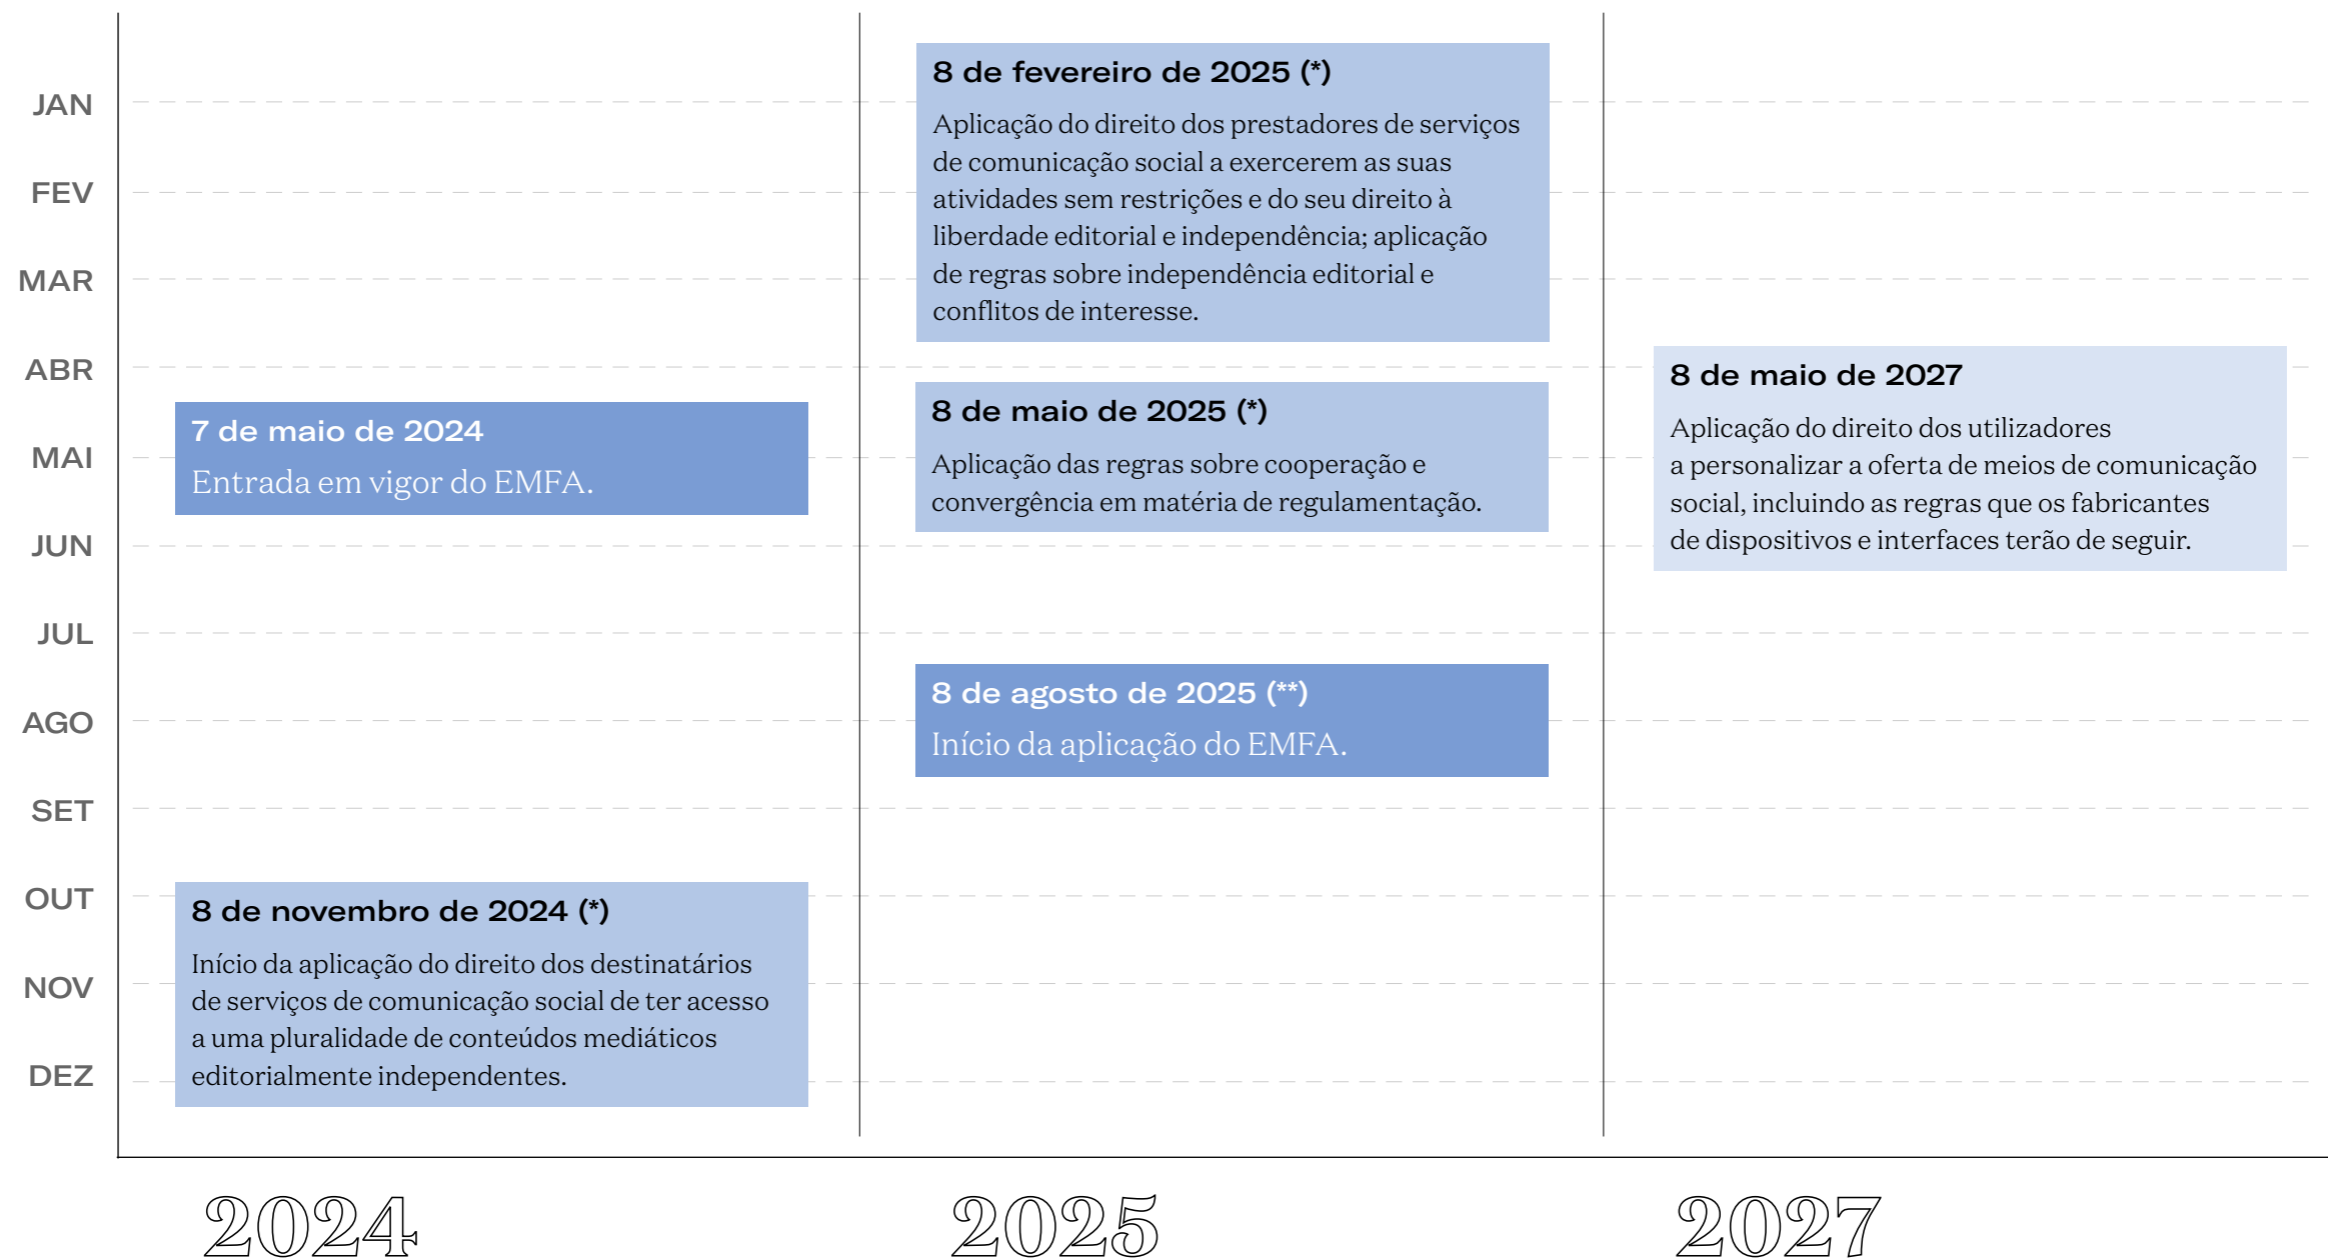 JAN
FEV
MAR
ABR
MAI
JUN
JUL
AGO
SET
OUT
NOV
DEZ
7 de maio de 2024
Entrada em vigor do EMFA.
8 de novembro de 2024 (*)
Início da aplicação do direito dos destinatários
de serviços de comunicação social de ter acesso
a uma pluralidade de conteúdos mediáticos
editorialmente independentes.
8 de fevereiro de 2025 (*)
Aplicação do direito dos prestadores de serviços
de comunicação social a exercerem as suas
atividades sem restrições e do seu direito à
liberdade editorial e independência; aplicação
de regras sobre independência editorial e
conflitos de interesse.
8 de maio de 2025 (*)
Aplicação das regras sobre cooperação e
convergência em matéria de regulamentação.
8 de agosto de 2025 (**)
Início da aplicação do EMFA.
8 de maio de 2027
Aplicação do direito dos utilizadores
a personalizar a oferta de meios de comunicação
social, incluindo as regras que os fabricantes
de dispositivos e interfaces terão de seguir.
2024
2025
2027